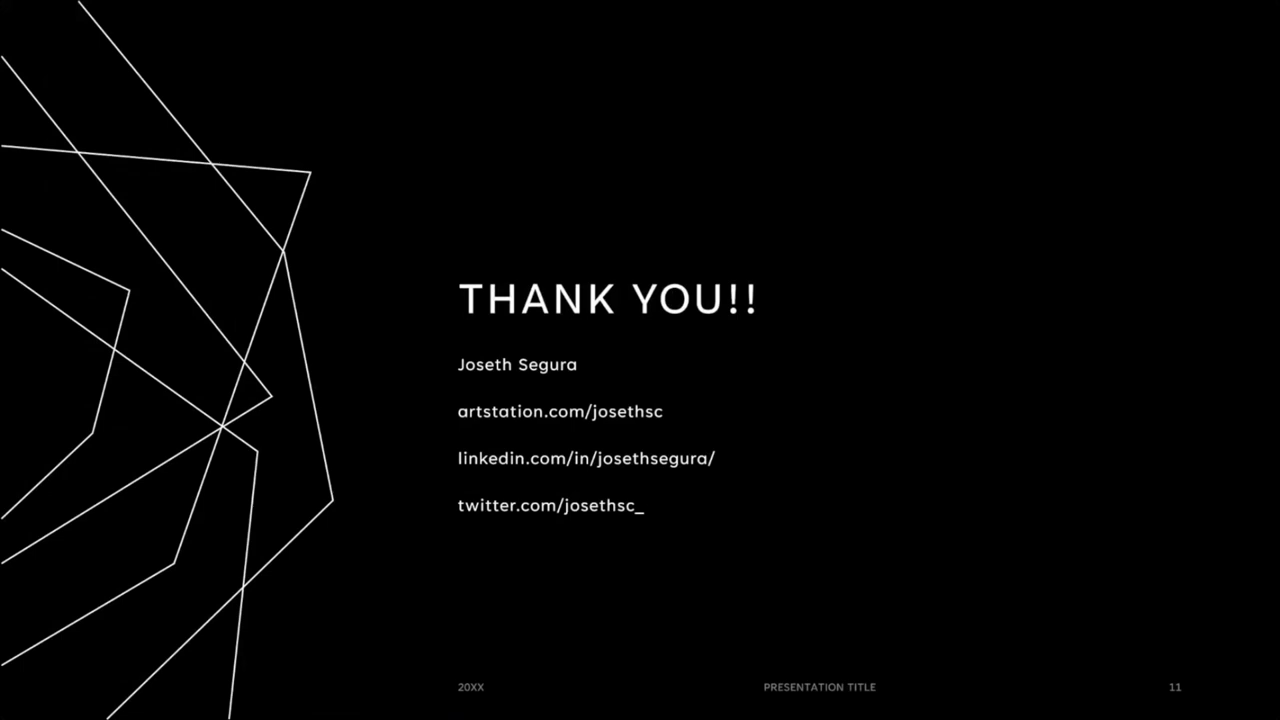 THANK YOU!!
Joseth Segura
artstation.com/josethsc
linkedin.com/in/josethsegura/
twitter.com/josethsc_
20XX
PRESENTATION TITLE
11